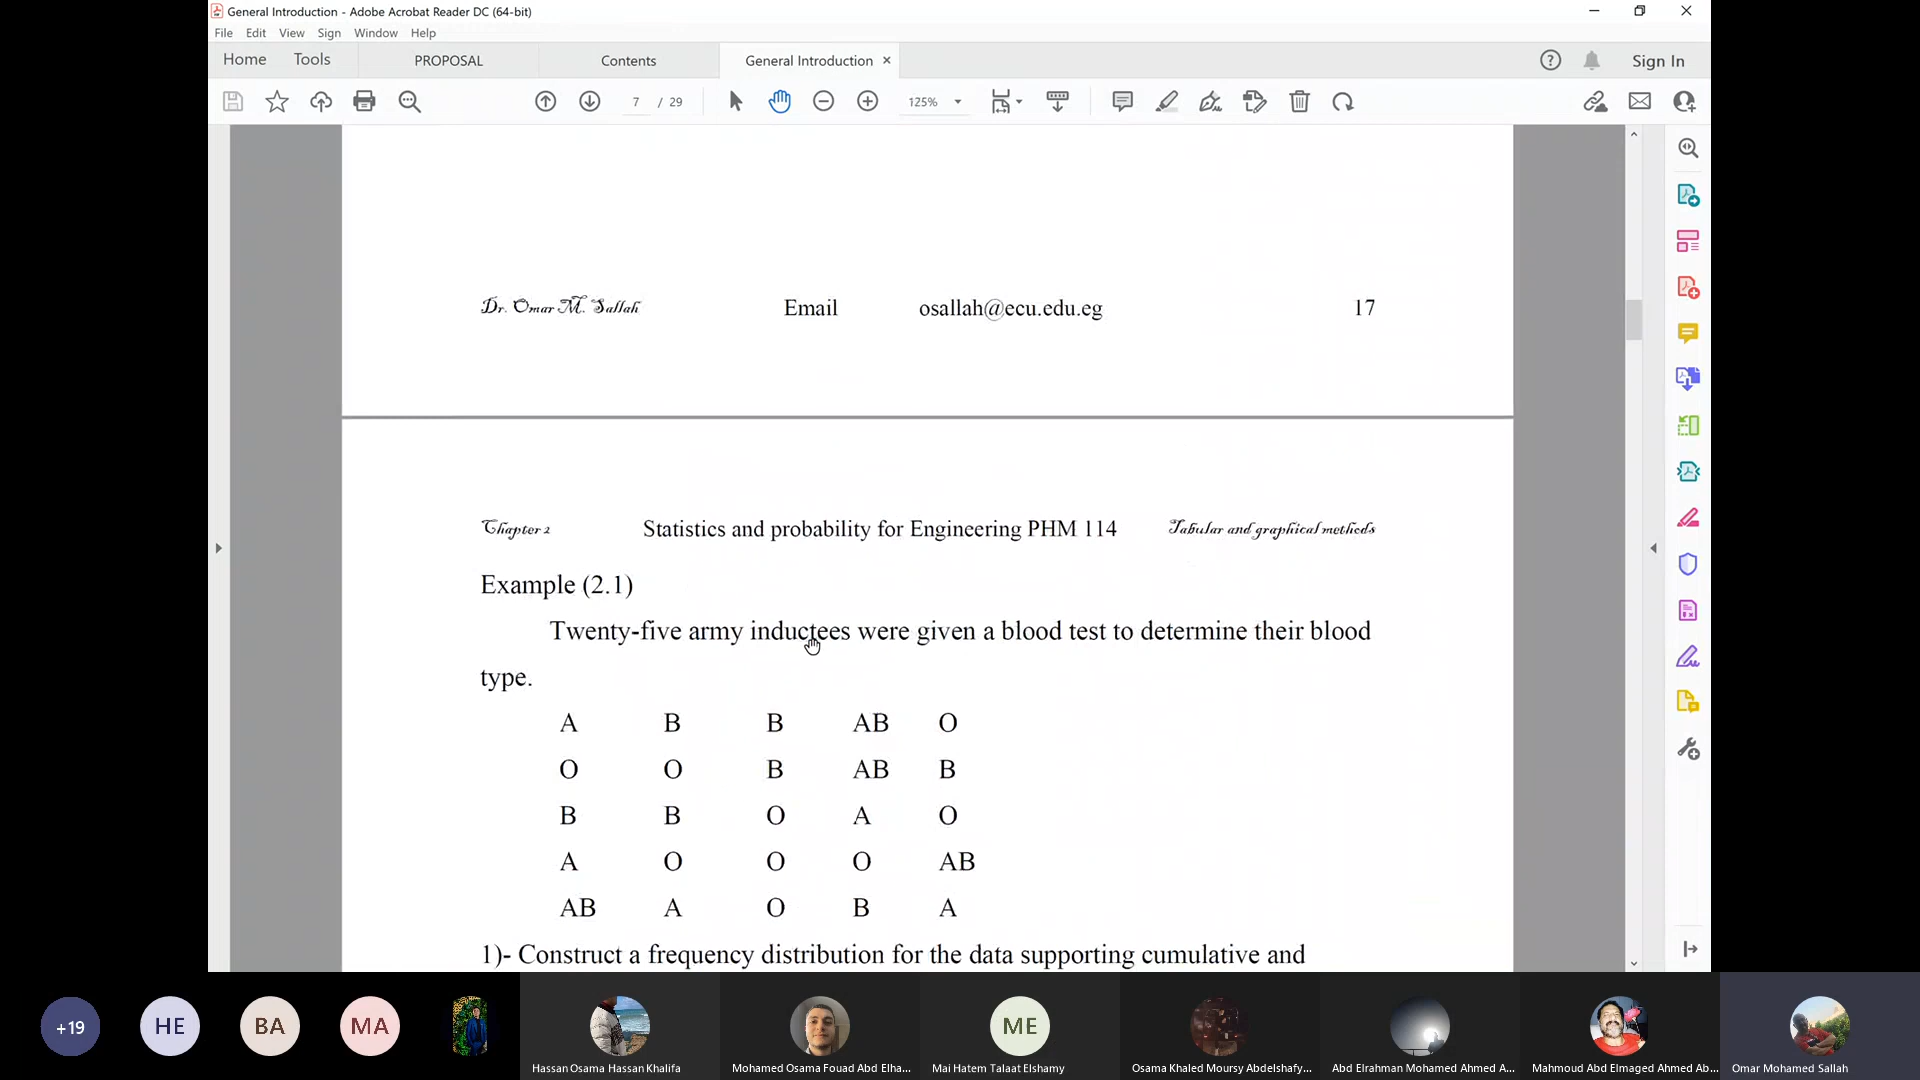 General Introduction - Adobe Acrobat Reader DC (64-bit)
File Edit View Sign Window Help
Home Tools PROPOSAL Contents General Introduction × Sign In
7 / 29 125%
Dr. Omar M. Sallah Email osallah@ecu.edu.eg 17
Chapter 2 Statistics and probability for Engineering PHM 114 Tabular and graphical methods
Example (2.1)
Twenty-five army inductees were given a blood test to determine their blood
type.
A B B AB O
O O B AB B
B B O A O
A O O O AB
AB A O B A
1)- Construct a frequency distribution for the data supporting cumulative and
+19 HE BA MA ME
Hassan Osama Hassan Khalifa Mohamed Osama Fouad Abd Elha... Mai Hatem Talaat Elshamy Osama Khaled Moursy Abdelshafy... Abd Elrahman Mohamed Ahmed A... Mahmoud Abd Elmaged Ahmed Ab... Omar Mohamed Sallah